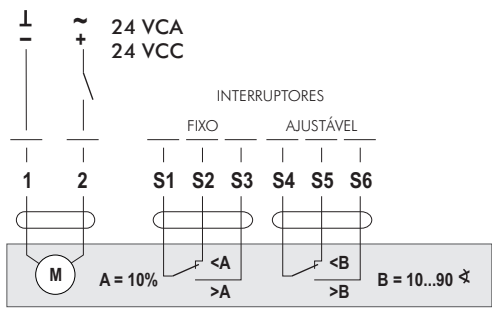 ⊥ ~ 24 VCA
− + 24 VCC
INTERRUPTORES
FIXO AJUSTÁVEL
1 2 S1 S2 S3 S4 S5 S6
M A = 10% <A >A <B >B B = 10...90 ∢